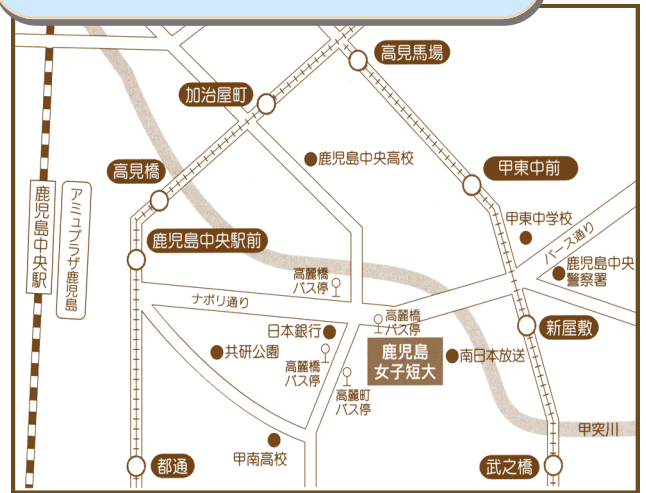 高見馬場
加治屋町
鹿児島中央高校
高見橋
甲東中前
鹿児島中央駅
アミュプラザ鹿児島
鹿児島中央駅前
甲東中学校
パース通り
鹿児島中央
警察署
高麗橋
バス停
ナポリ通り
高麗橋
バス停
日本銀行
新屋敷
共研公園
高麗橋
バス停
鹿児島
女子短大
南日本放送
高麗町
バス停
甲突川
甲南高校
都通
武之橋